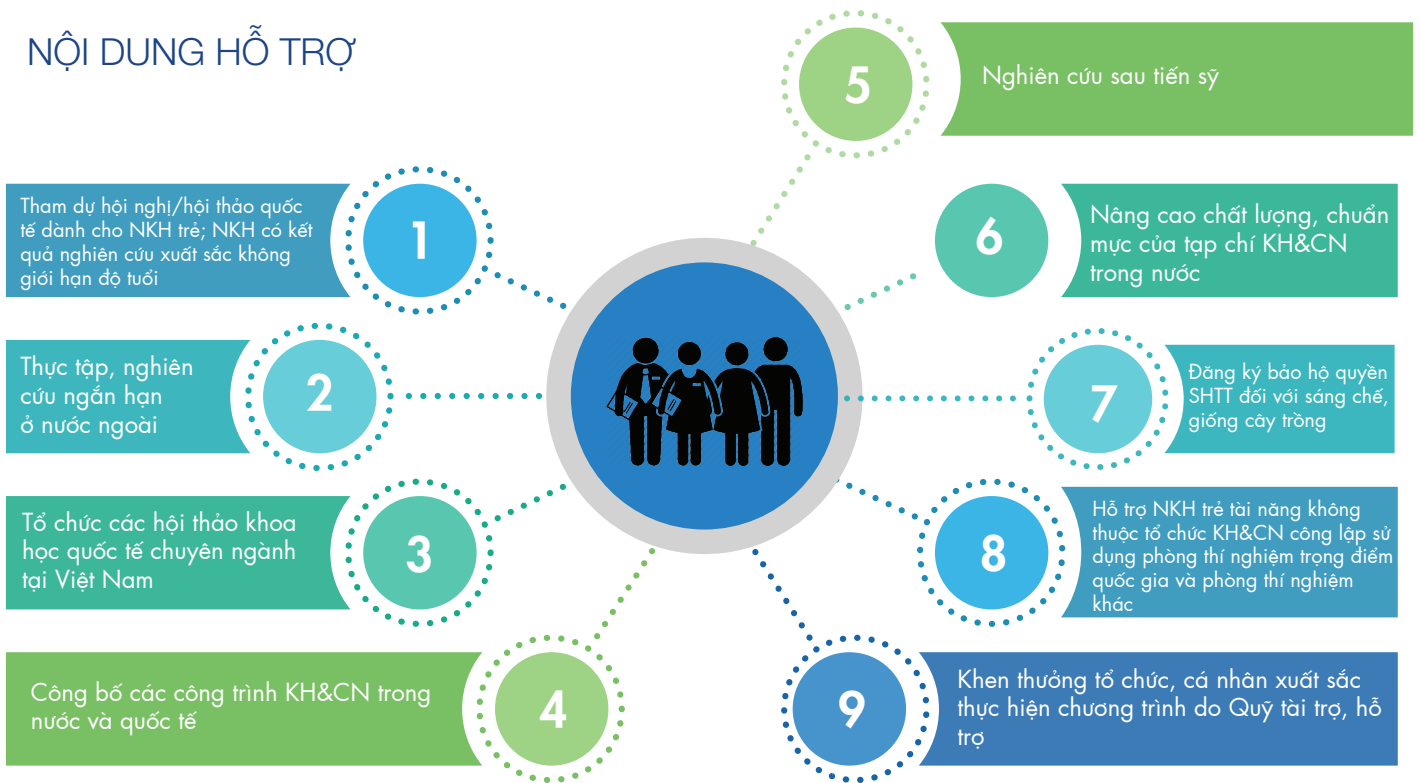 NỘI DUNG HỖ TRỢ
1
Tham dự hội nghị/hội thảo quốc
tế dành cho NKH trẻ; NKH có kết
quả nghiên cứu xuất sắc không
giới hạn độ tuổi
2
Thực tập, nghiên
cứu ngắn hạn
ở nước ngoài
3
Tổ chức các hội thảo khoa
học quốc tế chuyên ngành
tại Việt Nam
4
Công bố các công trình KH&CN trong
nước và quốc tế
5
Nghiên cứu sau tiến sỹ
6
Nâng cao chất lượng, chuẩn
mực của tạp chí KH&CN
trong nước
7
Đăng ký bảo hộ quyền
SHTT đối với sáng chế,
giống cây trồng
8
Hỗ trợ NKH trẻ tài năng không
thuộc tổ chức KH&CN công lập sử
dụng phòng thí nghiệm trọng điểm
quốc gia và phòng thí nghiệm
khác
9
Khen thưởng tổ chức, cá nhân xuất sắc
thực hiện chương trình do Quỹ tài trợ, hỗ
trợ